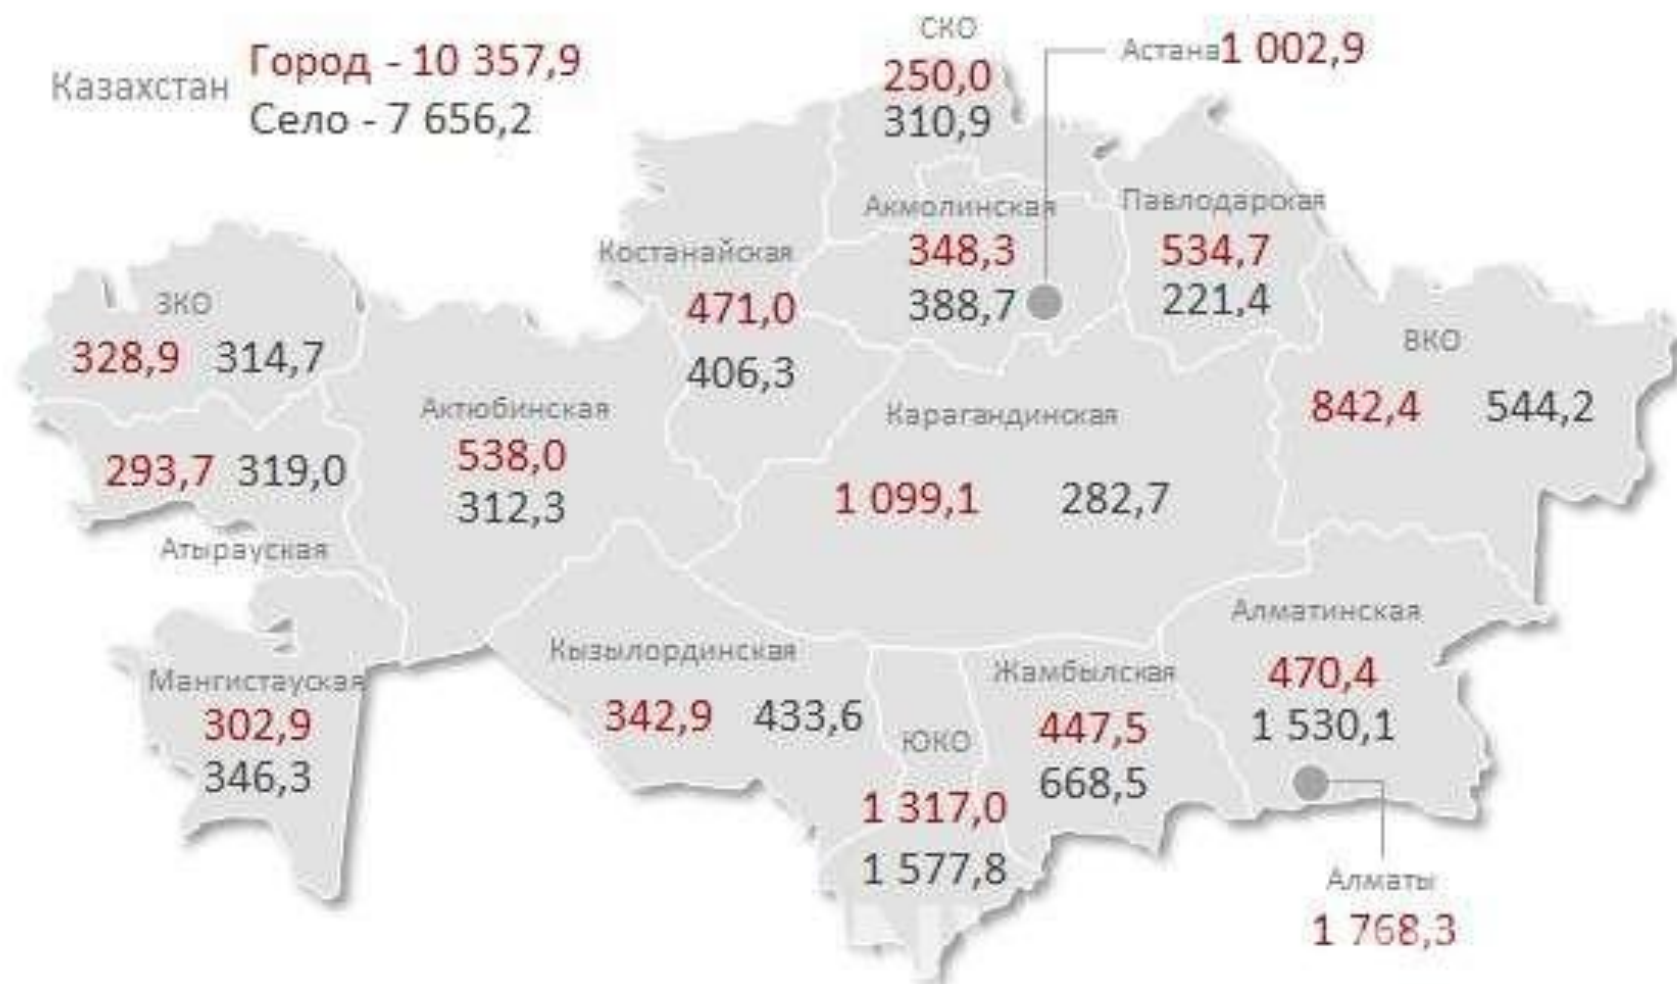 Казахстан
Город - 10 357,9
Село - 7 656,2
СКО
250,0
310,9
Астана 1 002,9
Акмолинская
348,3
388,7
Павлодарская
534,7
221,4
Костанайская
471,0
406,3
ЗКО
328,9 314,7
ВКО
842,4 544,2
Актюбинская
538,0
312,3
Карагандинская
1 099,1 282,7
293,7 319,0
Атырауская
Мангистауская
302,9
346,3
Кызылординская
342,9 433,6
ЮКО
1 317,0
1 577,8
Жамбылская
447,5
668,5
Алматинская
470,4
1 530,1
Алматы
1 768,3